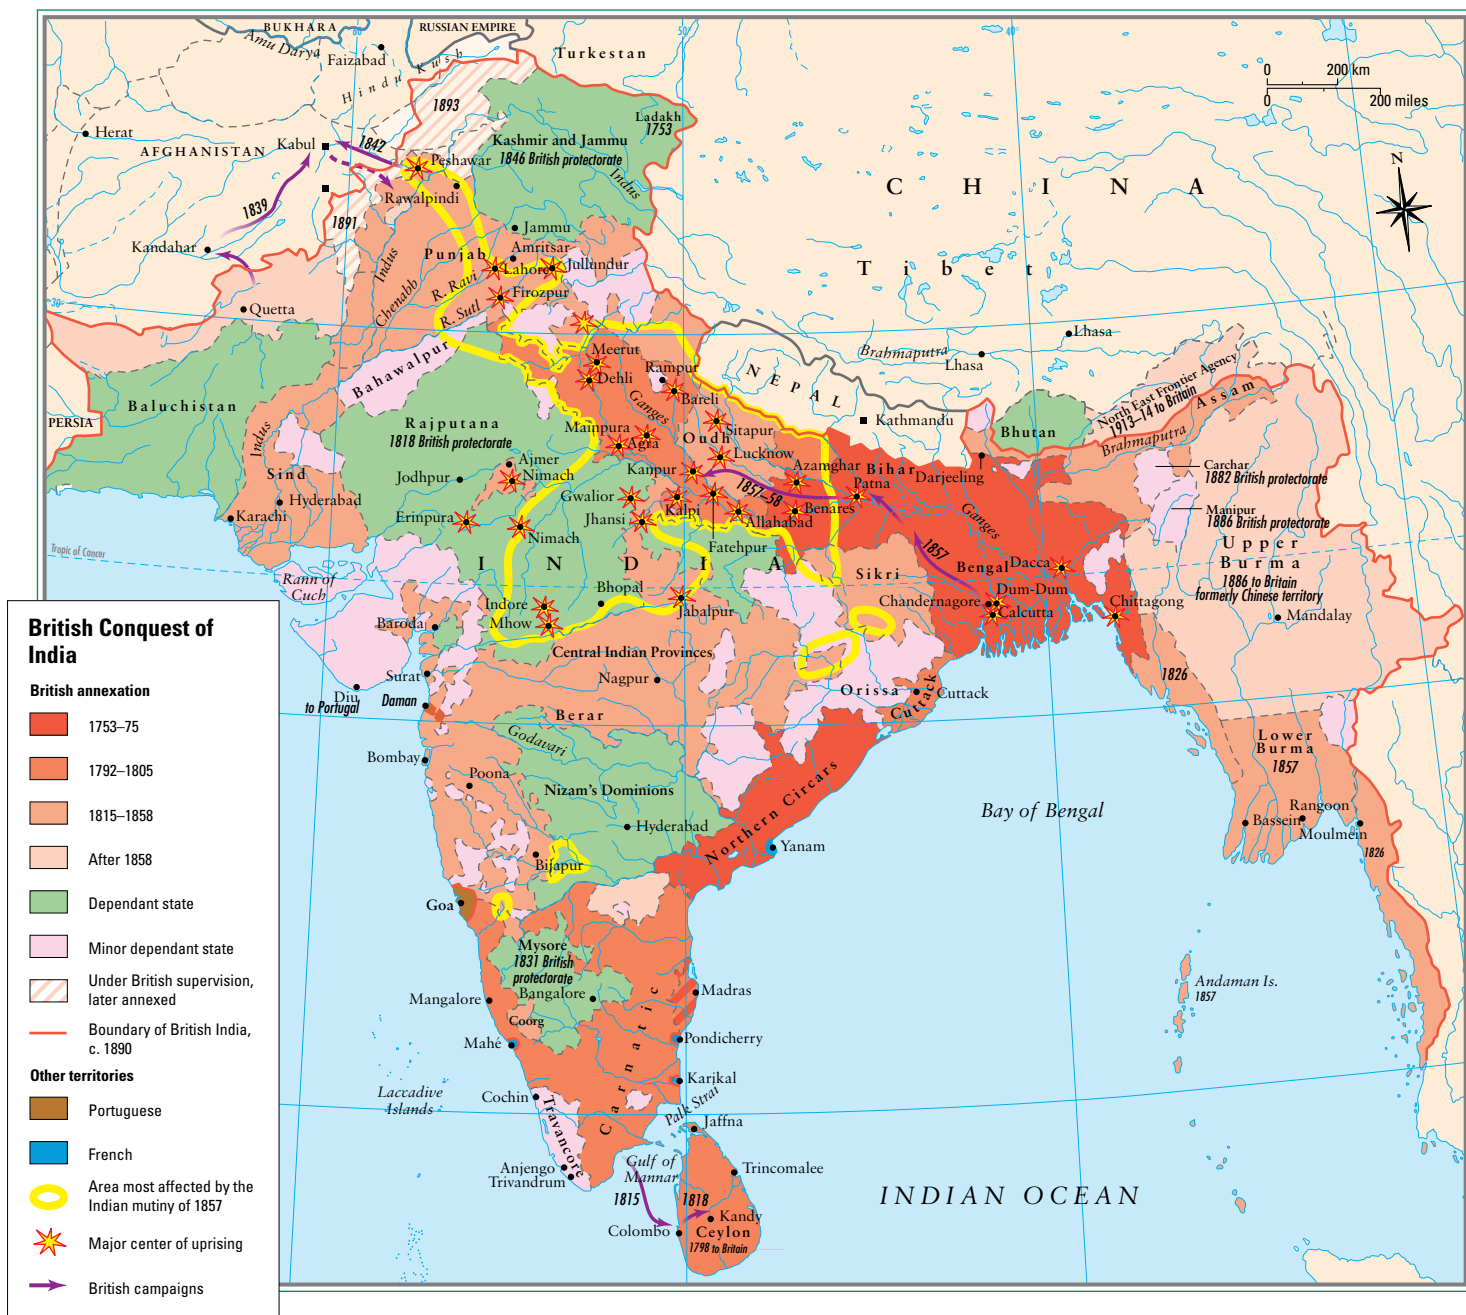 BUKHARA
RUSSIAN EMPIRE
60°
50°
40°
Amu Darya
Faizabad
Hindu Kush
Turkestan
0 200 km
0 200 miles
1893
Ladakh
1753
Herat
AFGHANISTAN
Kabul
1842
Kashmir and Jammu
1846 British protectorate
Peshawar
Indus
N
CHINA
Rawalpindi
1839
1891
Kandahar
Jammu
Amritsar
Punjab
Lahore
Jullundur
Tibet
Indus
Chenabb
R. Ravi
Firozpur
R. Sutl
30°
Quetta
Lhasa
Brahmaputra
Lhasa
Bahawalpur
Meerut
Dehli
Rampur
Bareli
NEPAL
North East Frontier Agency
1913–14 to Britain
Assam
Baluchistan
PERSIA
Rajputana
1818 British protectorate
Ganges
Mainpura
Agra
Oudh
Sitapur
Kathmandu
Bhutan
Brahmaputra
Indus
Sind
Hyderabad
Karachi
Jodhpur
Ajmer
Nimach
Kanpur
Lucknow
Azamghar
Bihar
Patna
Darjeeling
Carchar
1882 British protectorate
Gwalior
1857–58
Kalpi
Benares
Allahabad
Erinpura
Nimach
Jhansi
Fatehpur
Ganges
Manipur
1886 British protectorate
Upper
Burma
1886 to Britain
formerly Chinese territory
Tropic of Cancer
Rann of
Cuch
INDIA
Sikri
1857
Bengal
Dacca
Bhopal
Jabalpur
Dum-Dum
Chandernagore
Calcutta
Chittagong
Mandalay
Indore
Mhow
Baroda
Central Indian Provinces
Nagpur
Surat
Diu
to Portugal
Daman
Orissa
Cuttack
Cuttack
1826
Berar
Godavari
Bombay
Poona
Nizam's Dominions
Hyderabad
Northern Circars
Yanam
Bay of Bengal
Lower
Burma
1857
Rangoon
Bassein
Moulmein
1826
Bijapur
Goa
Mysore
1831 British
protectorate
Bangalore
Mangalore
Coorg
Madras
Andaman Is.
1857
Mahé
Pondicherry
Carnatic
Karikal
Laccadive
Islands
Cochin
Travancore
Palk Strat
Jaffna
Anjengo
Trivandrum
Gulf of
Mannar
Trincomalee
1815
1818
Kandy
Colombo
Ceylon
1798 to Britain
INDIAN OCEAN
British Conquest of
India
British annexation
1753–75
1792–1805
1815–1858
After 1858
Dependant state
Minor dependant state
Under British supervision,
later annexed
Boundary of British India,
c. 1890
Other territories
Portuguese
French
Area most affected by the
Indian mutiny of 1857
Major center of uprising
British campaigns